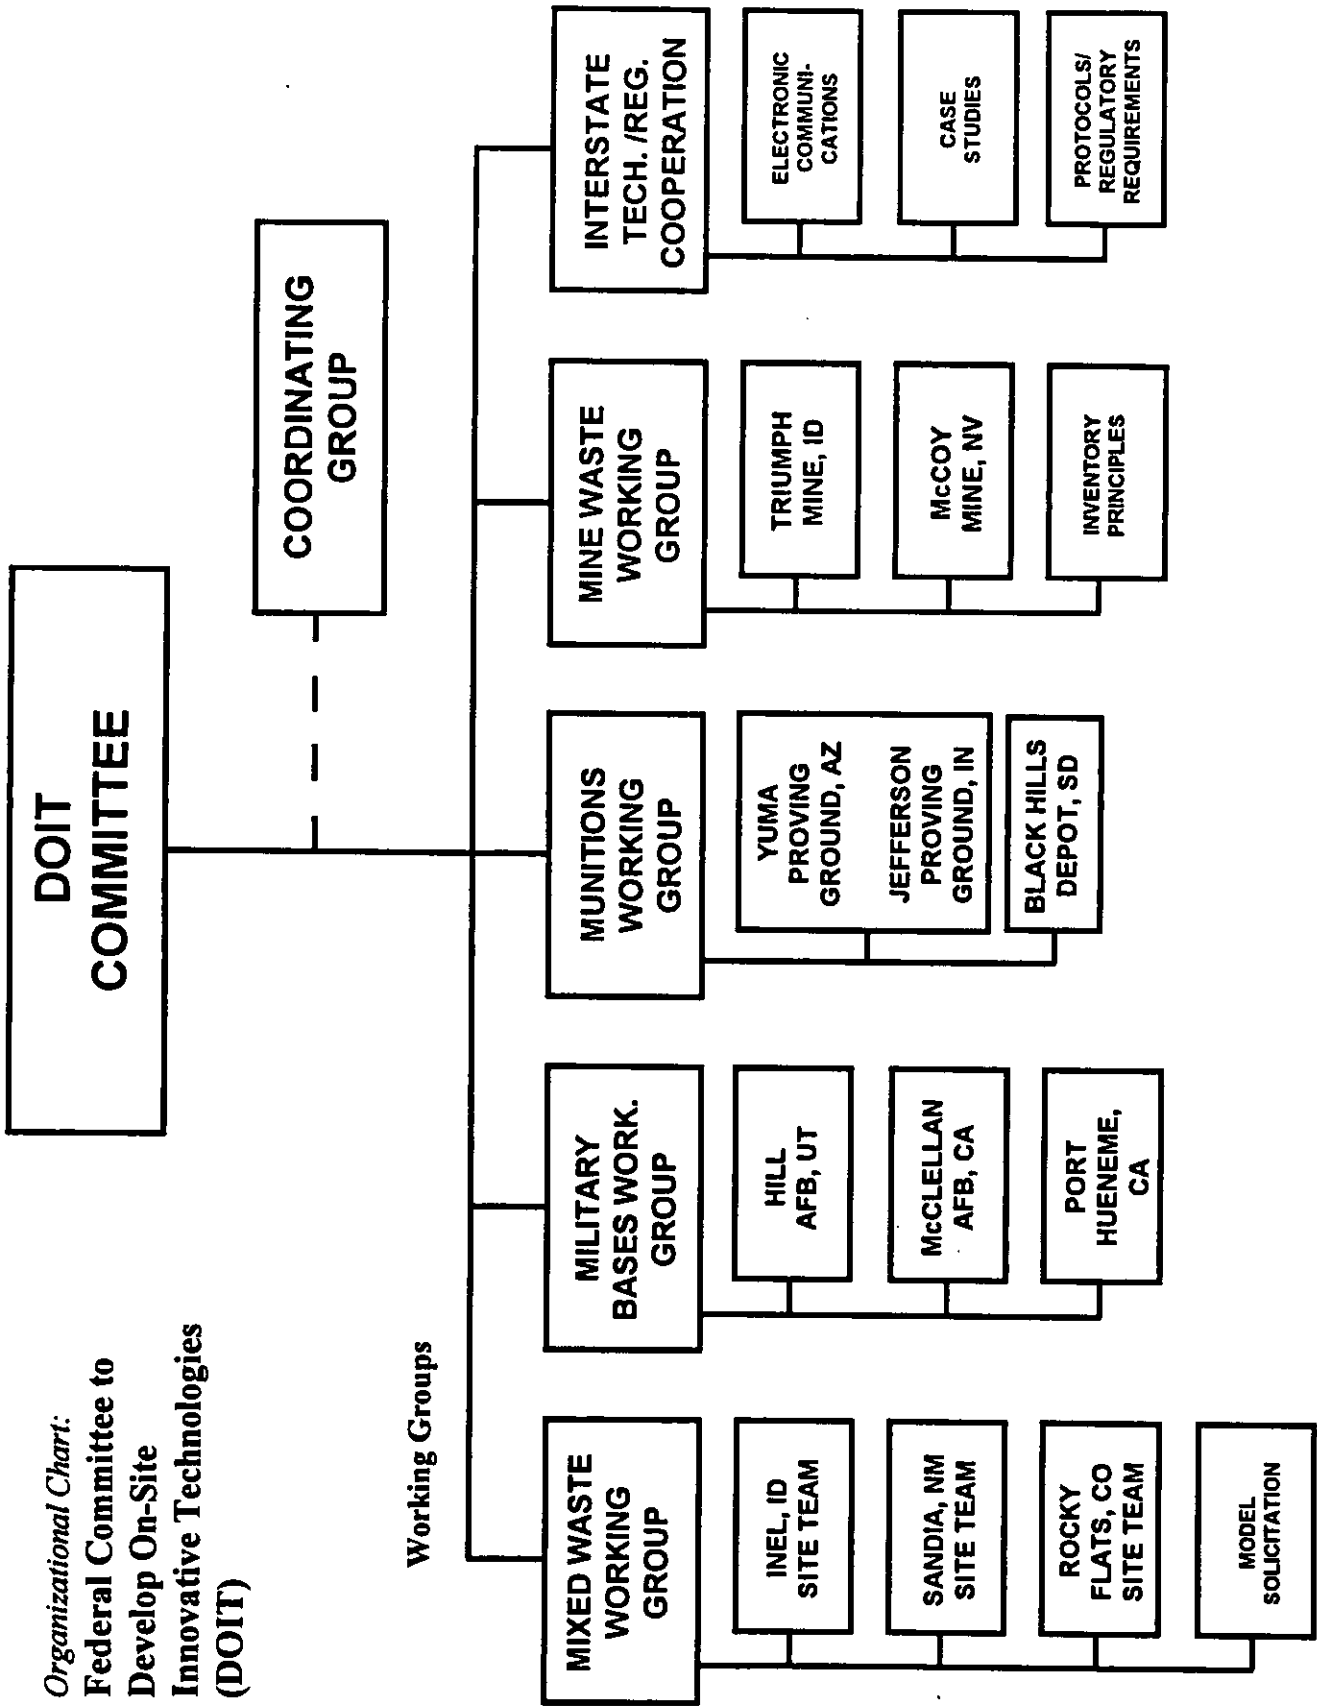 Organizational Chart:
Federal Committee to
Develop On-Site
Innovative Technologies
(DOIT)
DOIT
COMMITTEE
COORDINATING
GROUP
Working Groups
MIXED WASTE
WORKING
GROUP
INEL, ID
SITE TEAM
SANDIA, NM
SITE TEAM
ROCKY
FLATS, CO
SITE TEAM
MODEL
SOLICITATION
MILITARY
BASES WORK.
GROUP
HILL
AFB, UT
McCLELLAN
AFB, CA
PORT
HUENEME,
CA
MUNITIONS
WORKING
GROUP
YUMA
PROVING
GROUND, AZ
JEFFERSON
PROVING
GROUND, IN
BLACK HILLS
DEPOT, SD
MINE WASTE
WORKING
GROUP
TRIUMPH
MINE, ID
McCOY
MINE, NV
INVENTORY
PRINCIPLES
INTERSTATE
TECH. /REG.
COOPERATION
ELECTRONIC
COMMUNI-
CATIONS
CASE
STUDIES
PROTOCOLS/
REGULATORY
REQUIREMENTS